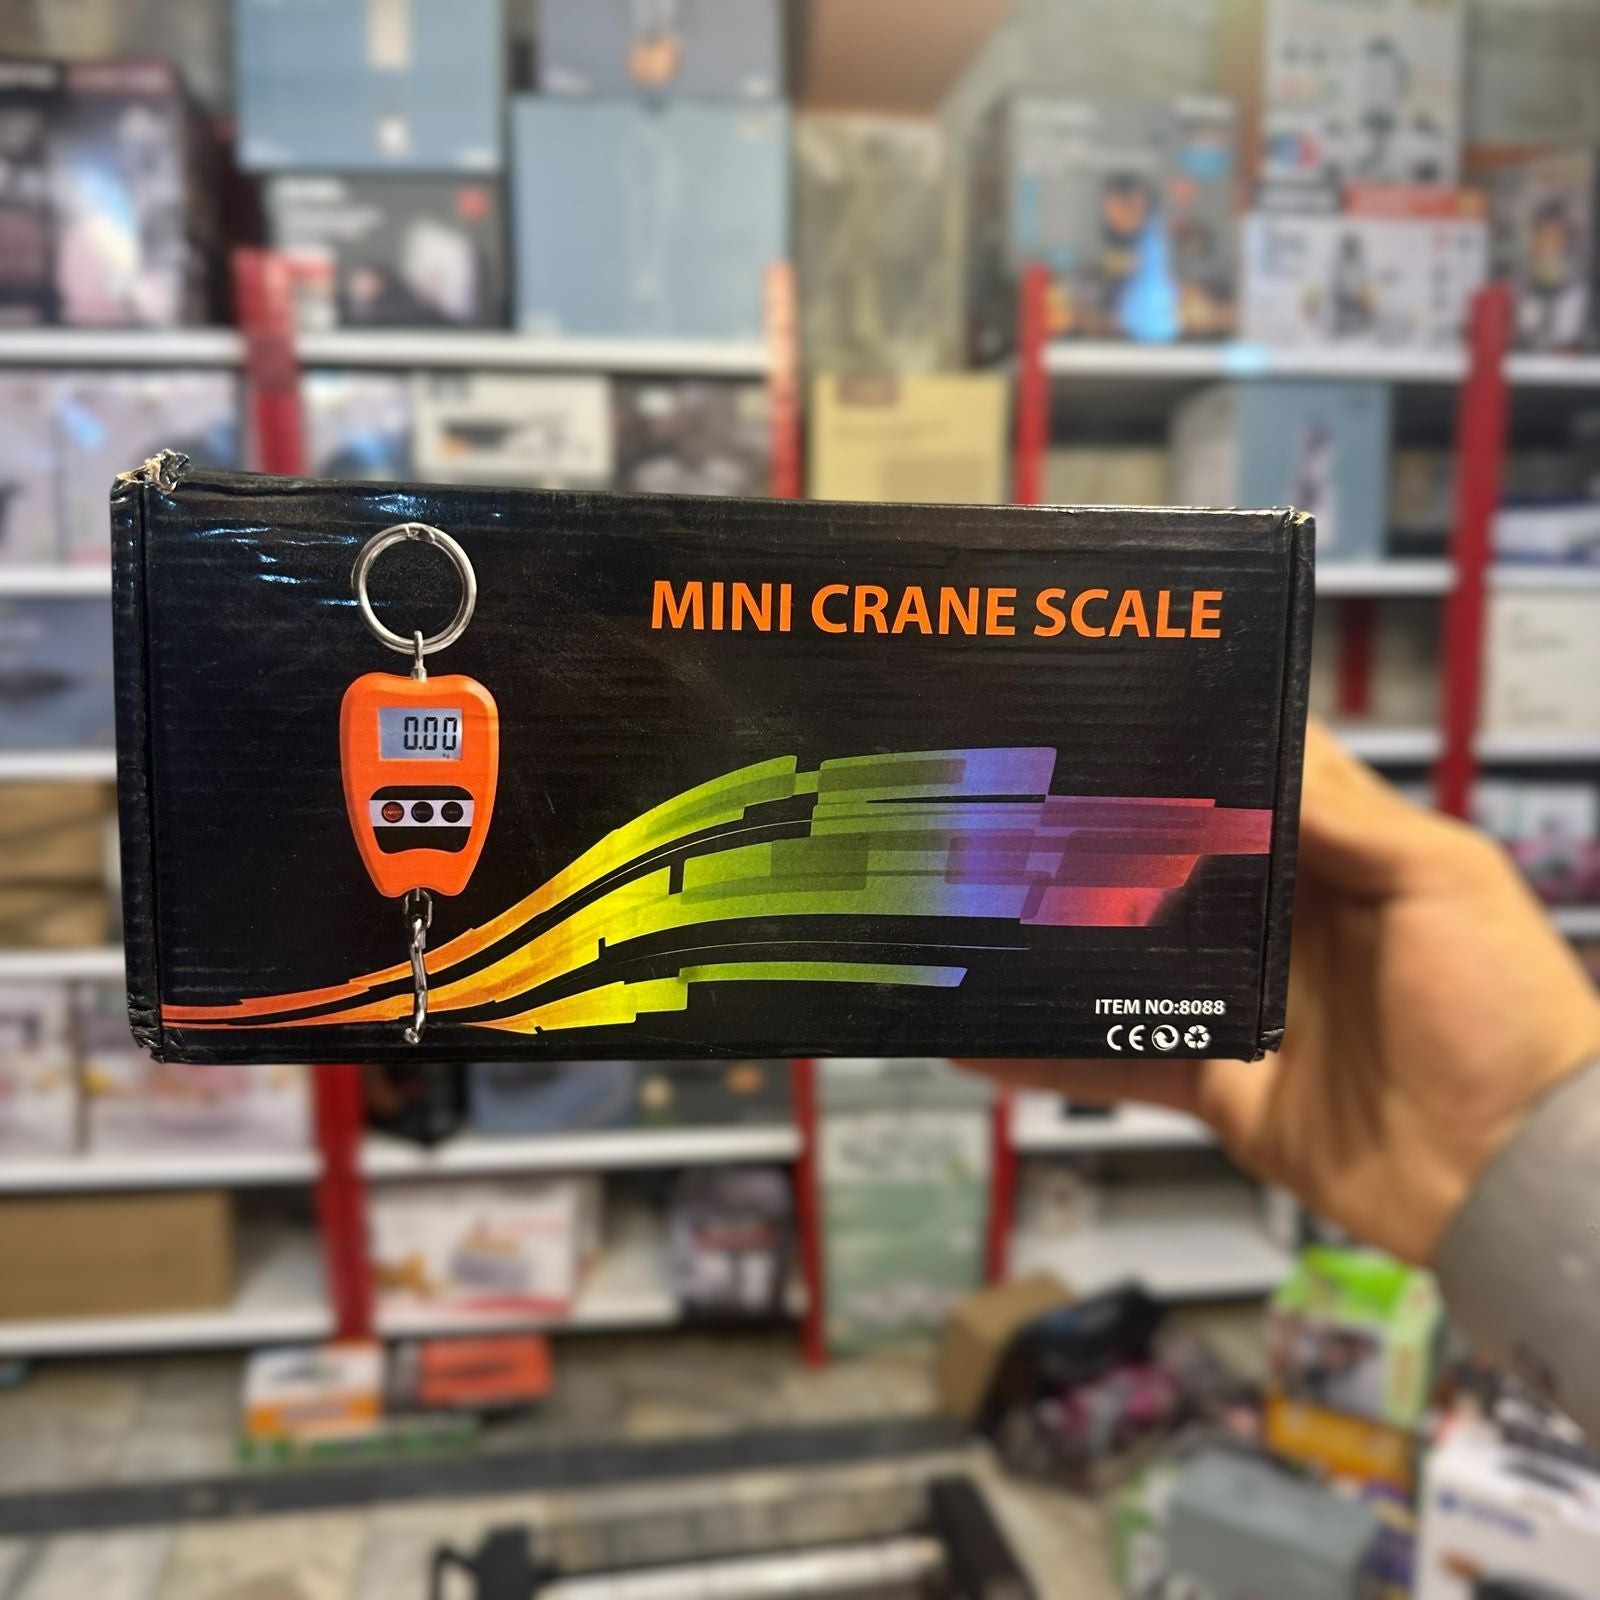 MINI CRANE SCALE
0.00
ITEM NO:8088
CE